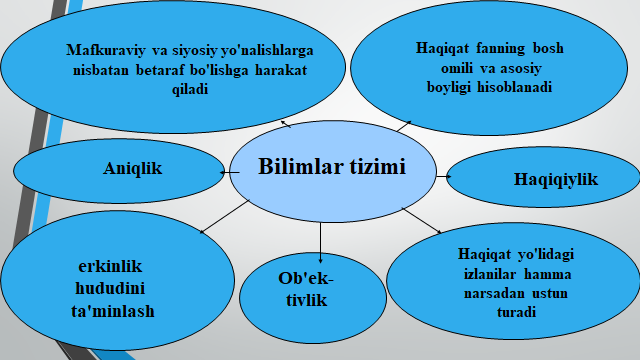 Mafkuraviy va siyosiy yo'nalishlarga
nisbatan betaraf bo'lishga harakat
qiladi
Haqiqat fanning bosh
omili va asosiy
boyligi hisoblanadi
Aniqlik
Bilimlar tizimi
Haqiqiylik
erkinlik
hududini
ta'minlash
Ob'ek-
tivlik
Haqiqat yo'lidagi
izlanilar hamma
narsadan ustun
turadi